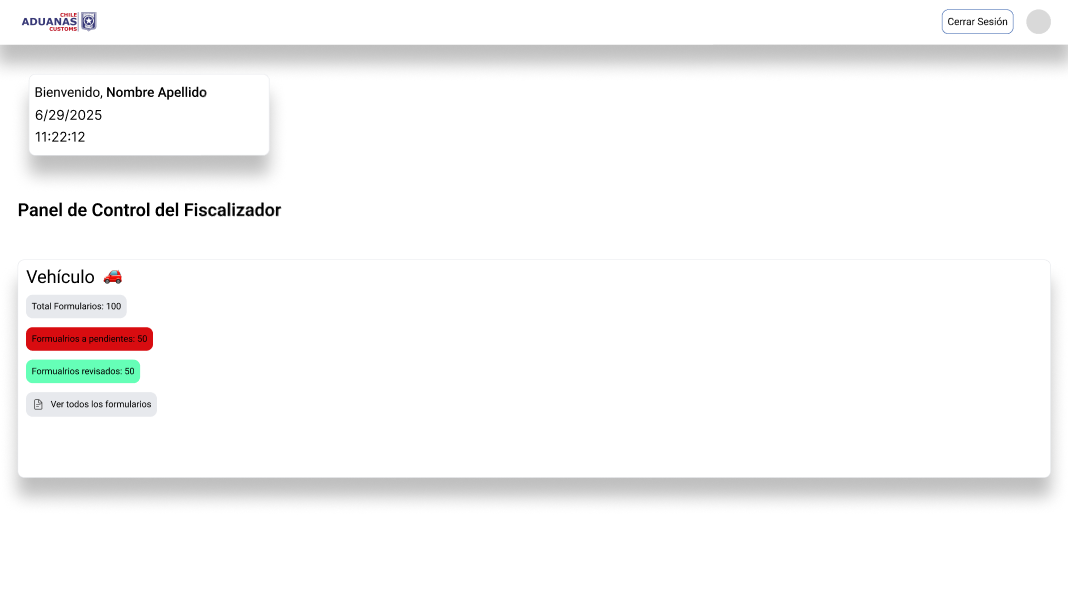 CHILE
ADUANAS
CUSTOMS
Cerrar Sesión
Bienvenido, Nombre Apellido
6/29/2025
11:22:12
Panel de Control del Fiscalizador
Vehículo
Total Formularios: 100
Formualrios a pendientes: 50
Formualrios revisados: 50
Ver todos los formularios